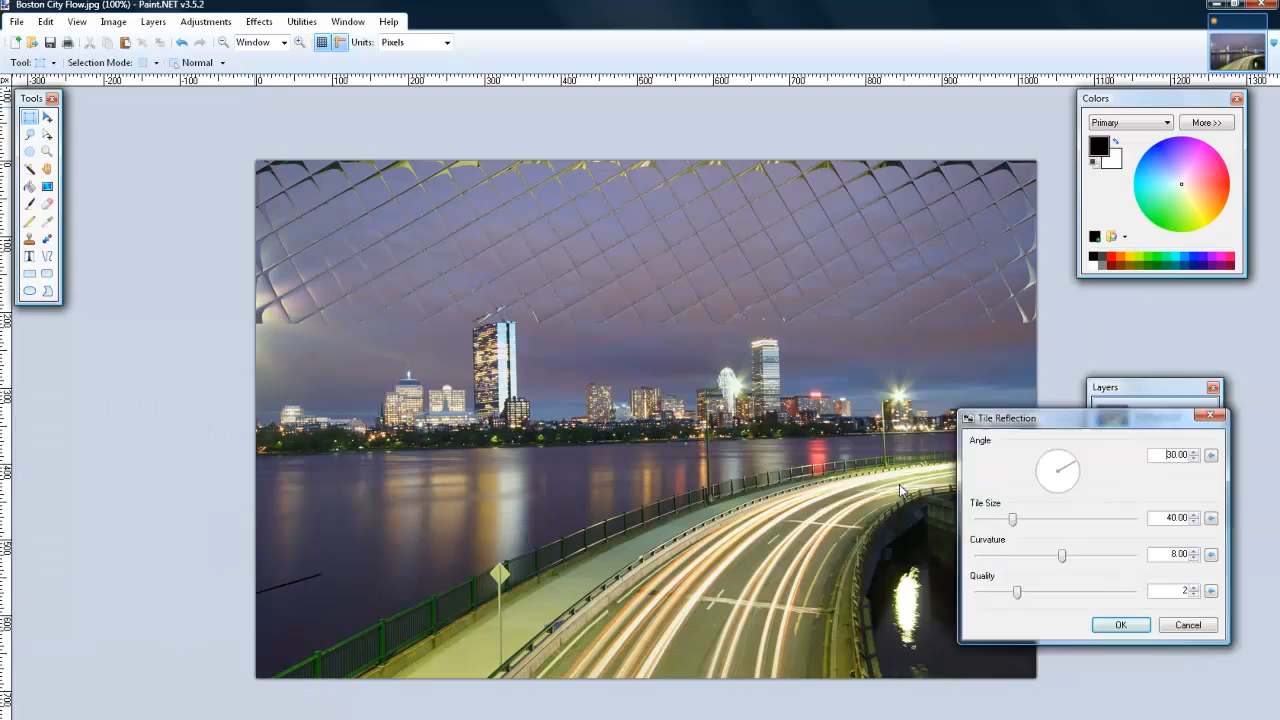 Boston City Flow.jpg (100%) - Paint.NET v3.5.2
File Edit View Image Layers Adjustments Effects Utilities Window Help
Window Units: Pixels
Tool: Selection Mode: Normal
px -300 -200 -100 0 100 200 300 400 500 600 700 800 900 1000 1100 1200 1300
Tools
Colors
Primary More >>
Layers
Tile Reflection
Angle
30.00
Tile Size
40.00
Curvature
8.00
Quality
2
OK Cancel